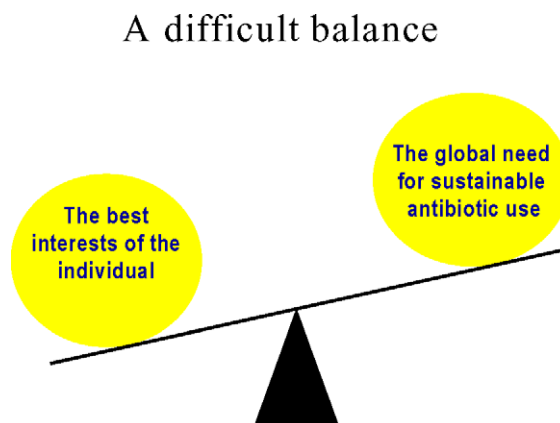 A difficult balance
The best
interests of the
individual
The global need
for sustainable
antibiotic use